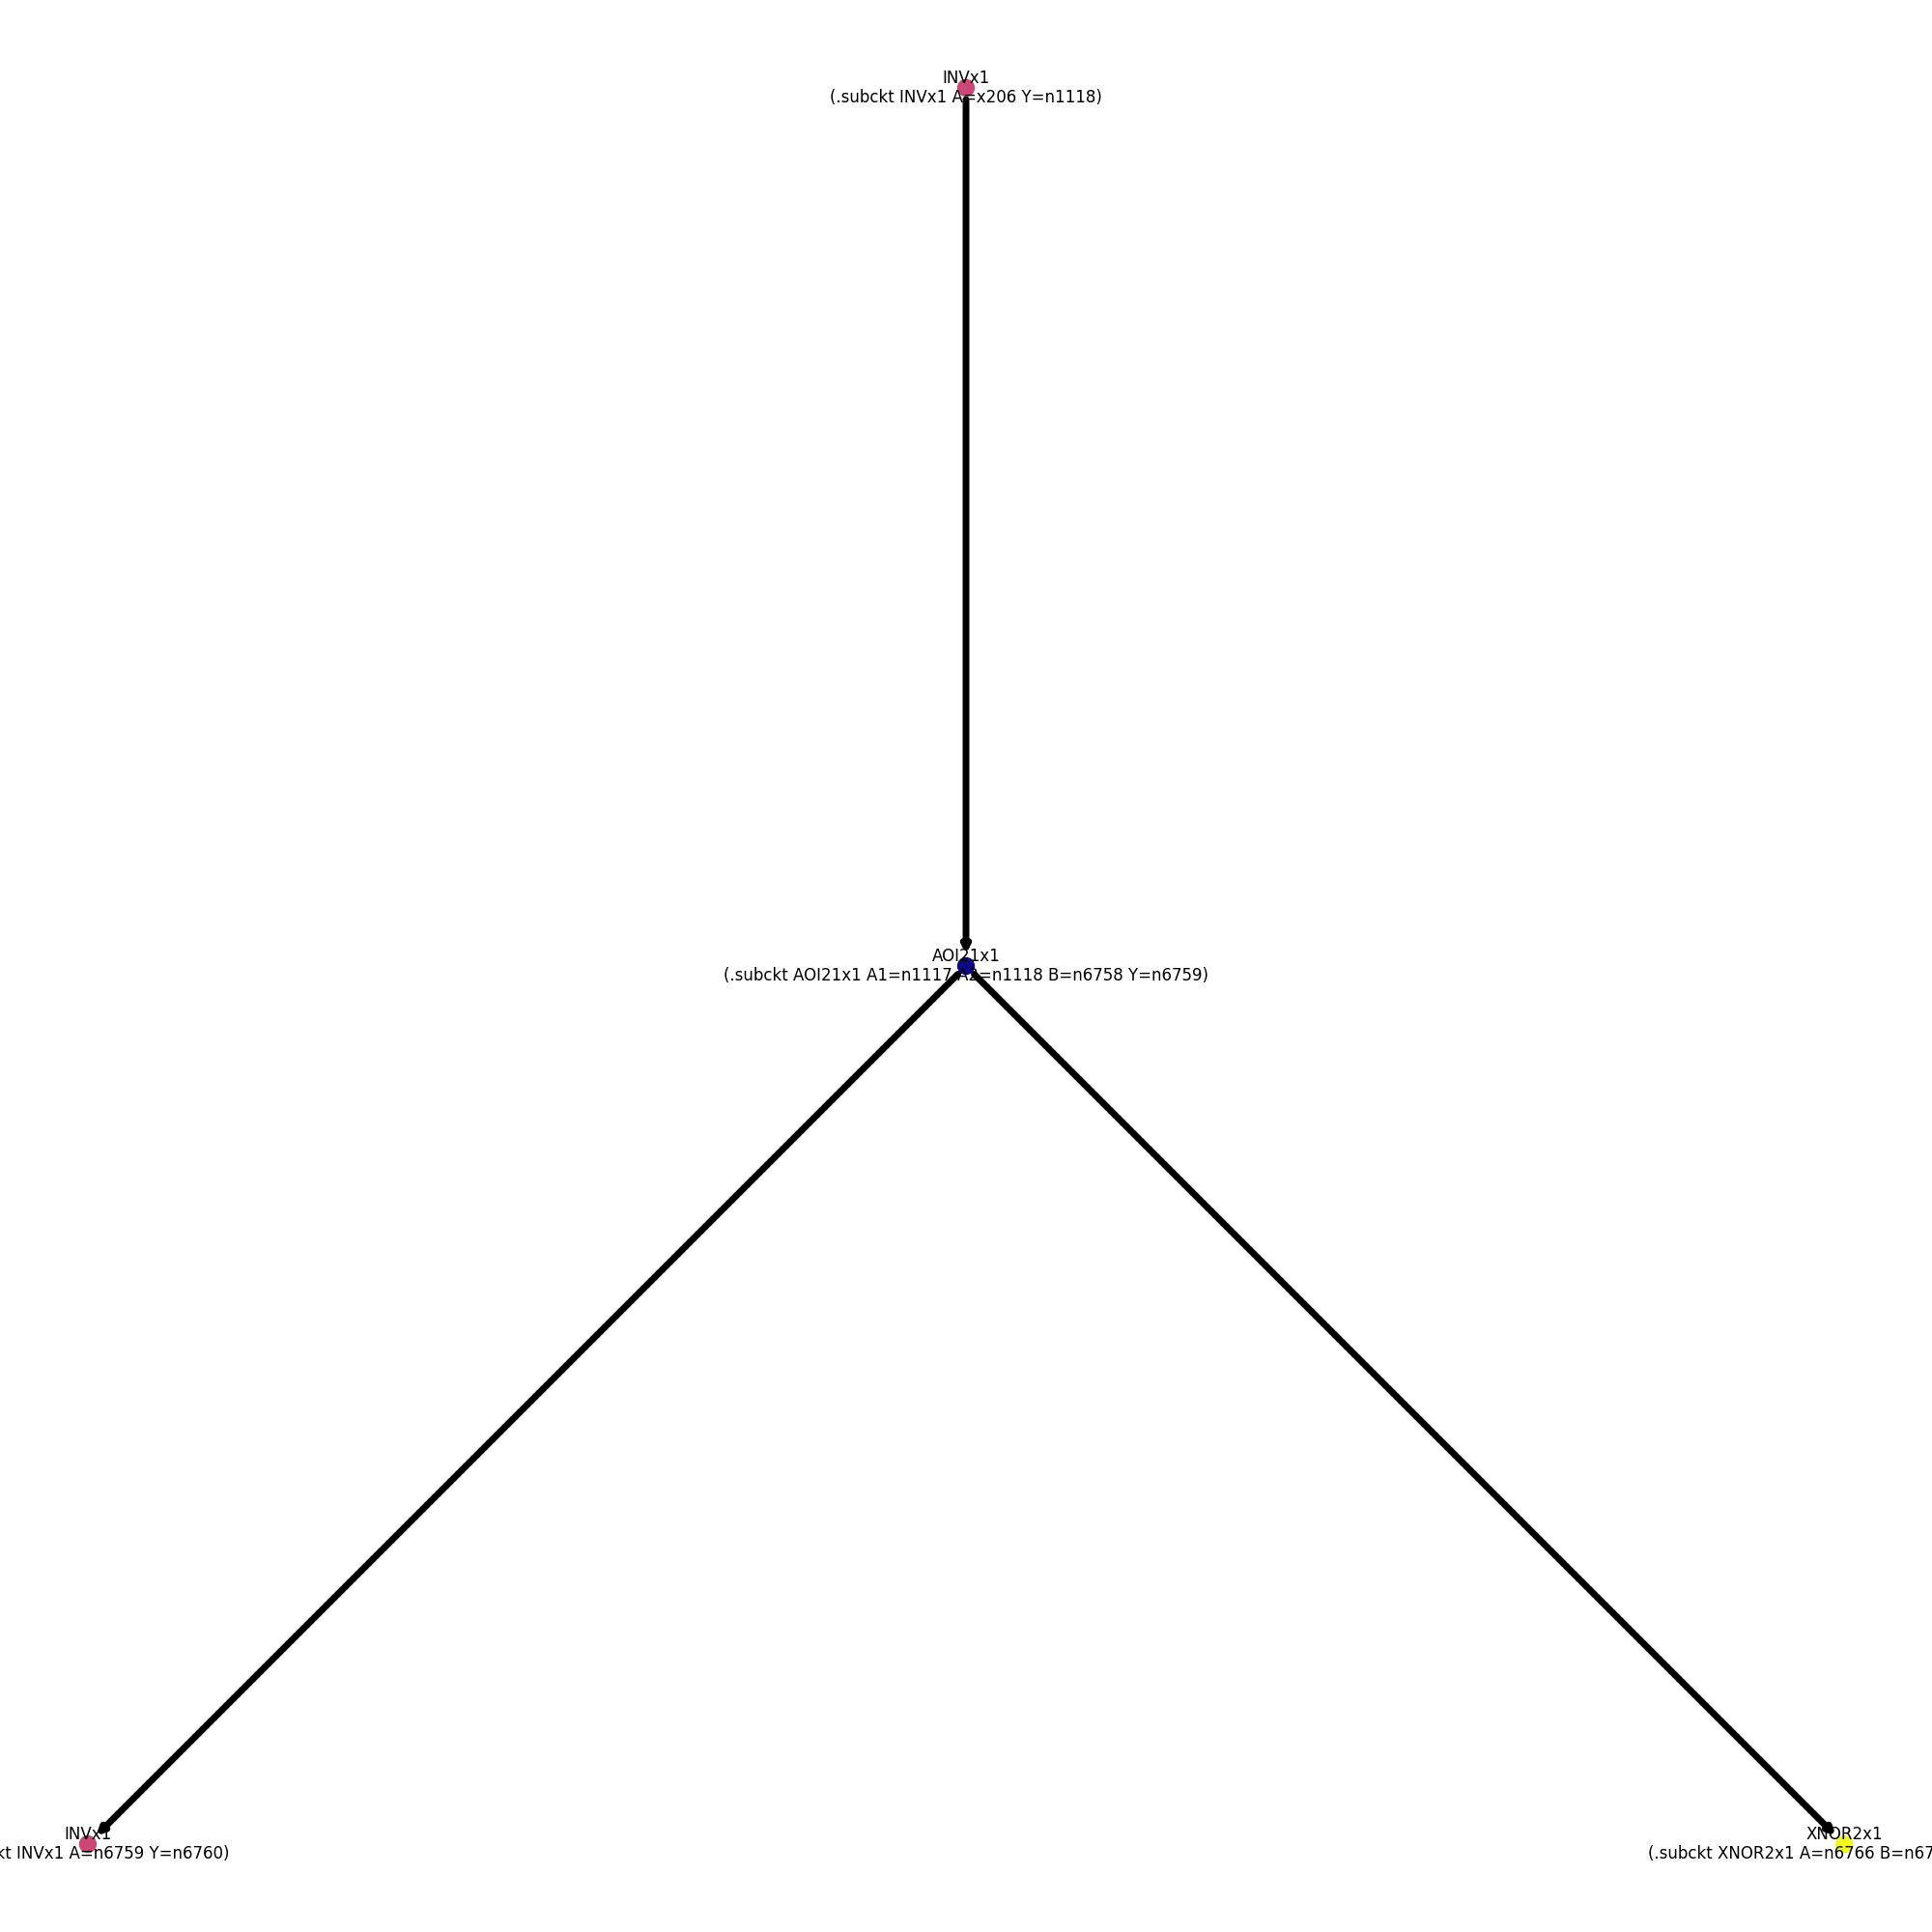 INVx1
(.subckt INVx1 A=x206 Y=n1118)
AOI21x1
(.subckt AOI21x1 A1=n1117 A2=n1118 B=n6758 Y=n6759)
INVx1
kt INVx1 A=n6759 Y=n6760)
XNOR2x1
(.subckt XNOR2x1 A=n6766 B=n67